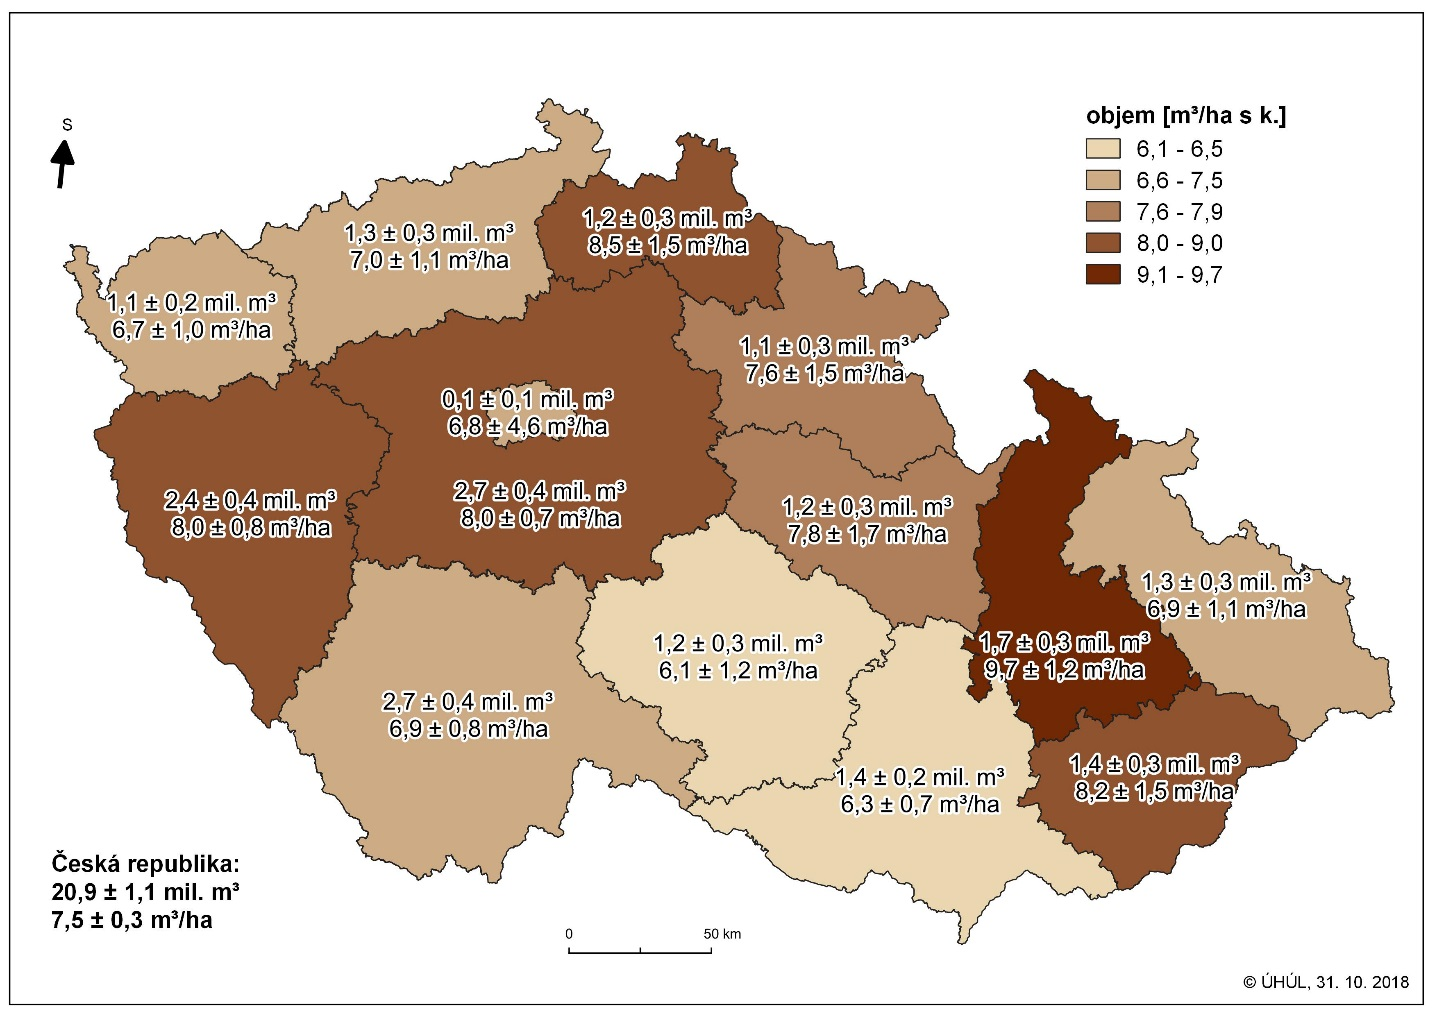 S
objem [m³/ha s k.]
6,1 - 6,5
6,6 - 7,5
7,6 - 7,9
8,0 - 9,0
9,1 - 9,7
1,3 ± 0,3 mil. m³
7,0 ± 1,1 m³/ha
1,2 ± 0,3 mil. m³
8,5 ± 1,5 m³/ha
1,1 ± 0,2 mil. m³
6,7 ± 1,0 m³/ha
1,1 ± 0,3 mil. m³
7,6 ± 1,5 m³/ha
0,1 ± 0,1 mil. m³
6,8 ± 4,6 m³/ha
2,4 ± 0,4 mil. m³
8,0 ± 0,8 m³/ha
2,7 ± 0,4 mil. m³
8,0 ± 0,7 m³/ha
1,2 ± 0,3 mil. m³
7,8 ± 1,7 m³/ha
1,3 ± 0,3 mil. m³
6,9 ± 1,1 m³/ha
1,2 ± 0,3 mil. m³
6,1 ± 1,2 m³/ha
1,7 ± 0,3 mil. m³
9,7 ± 1,2 m³/ha
2,7 ± 0,4 mil. m³
6,9 ± 0,8 m³/ha
1,4 ± 0,2 mil. m³
6,3 ± 0,7 m³/ha
1,4 ± 0,3 mil. m³
8,2 ± 1,5 m³/ha
Česká republika:
20,9 ± 1,1 mil. m³
7,5 ± 0,3 m³/ha
0 50 km
© ÚHÚL, 31. 10. 2018